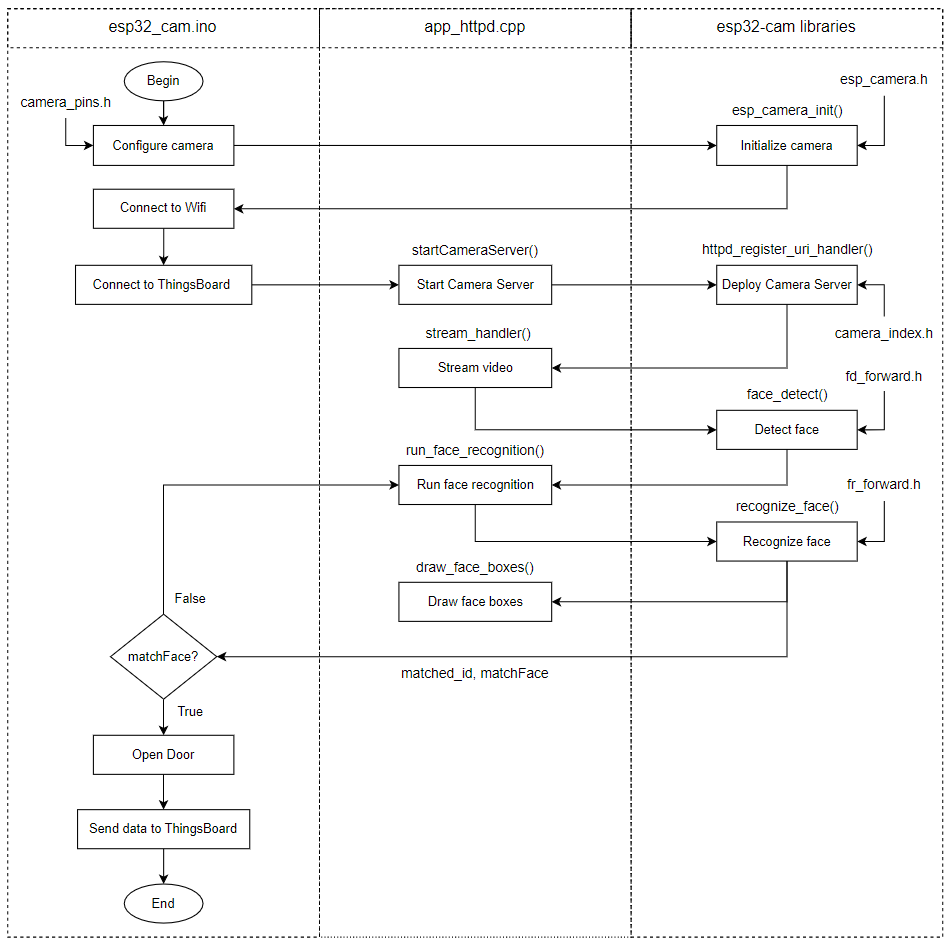 esp32_cam.ino
app_httpd.cpp
esp32-cam libraries
Begin
esp_camera.h
camera_pins.h
esp_camera_init()
Configure camera
Initialize camera
Connect to Wifi
startCameraServer()
httpd_register_uri_handler()
Connect to ThingsBoard
Start Camera Server
Deploy Camera Server
stream_handler()
camera_index.h
Stream video
fd_forward.h
face_detect()
Detect face
run_face_recognition()
Run face recognition
fr_forward.h
recognize_face()
Recognize face
draw_face_boxes()
False
Draw face boxes
matchFace?
matched_id, matchFace
True
Open Door
Send data to ThingsBoard
End